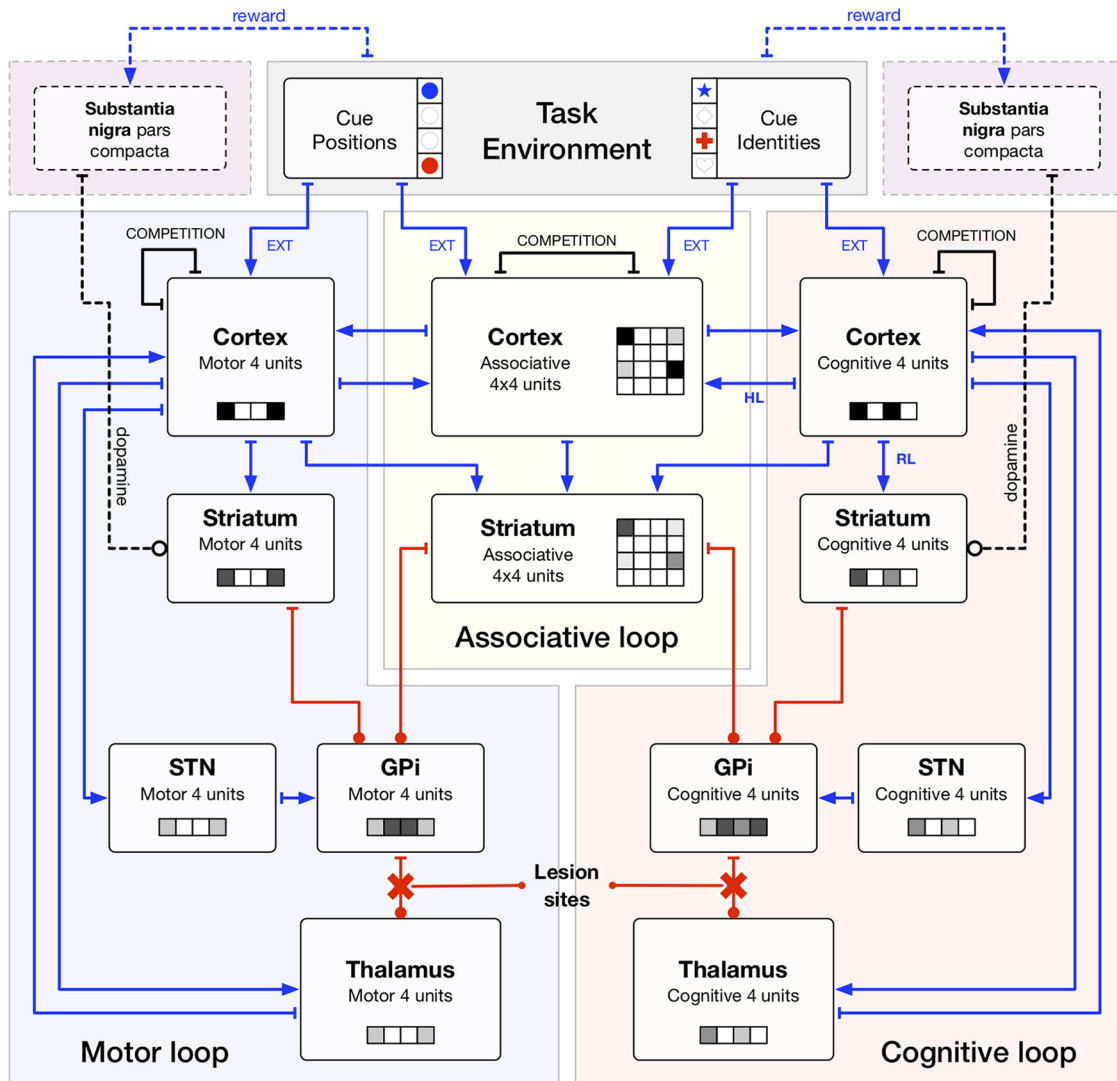 reward
reward
Substantia
nigra pars
compacta
Cue
Positions
Task
Environment
Cue
Identities
Substantia
nigra pars
compacta
COMPETITION
EXT
EXT
COMPETITION
EXT
EXT
COMPETITION
Cortex
Motor 4 units
Cortex
Associative
4x4 units
Cortex
Cognitive 4 units
HL
dopamine
RL
dopamine
Striatum
Motor 4 units
Striatum
Associative
4x4 units
Striatum
Cognitive 4 units
Associative loop
STN
Motor 4 units
GPi
Motor 4 units
GPi
Cognitive 4 units
STN
Cognitive 4 units
Lesion
sites
Thalamus
Motor 4 units
Thalamus
Cognitive 4 units
Motor loop
Cognitive loop